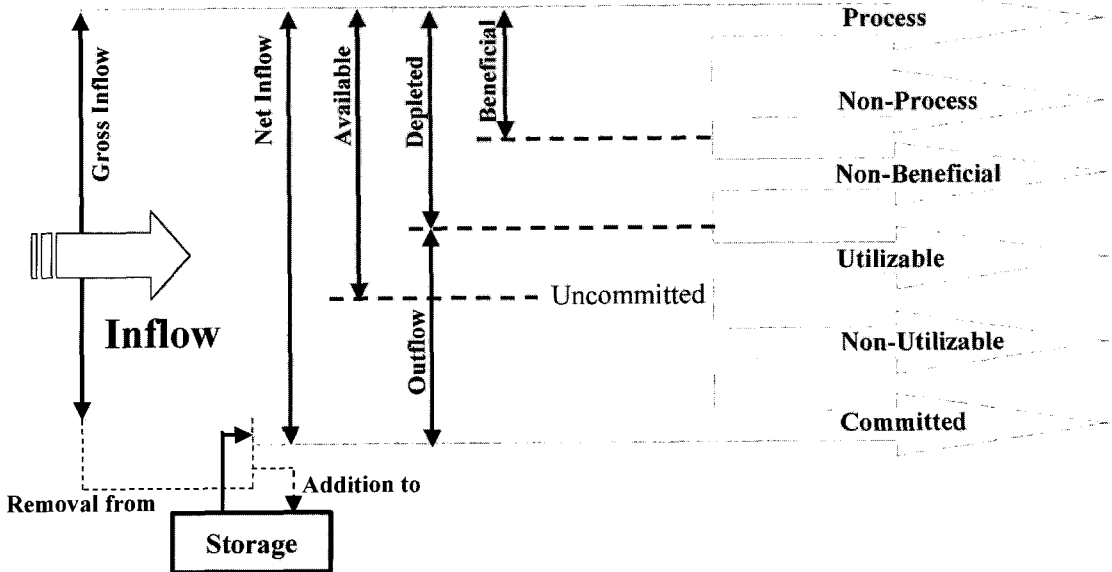 Process
Gross Inflow
Net Inflow
Available
Depleted
Beneficial
Non-Process
Non-Beneficial
Inflow
Utilizable
Uncommitted
Outflow
Non-Utilizable
Committed
Removal from
Addition to
Storage